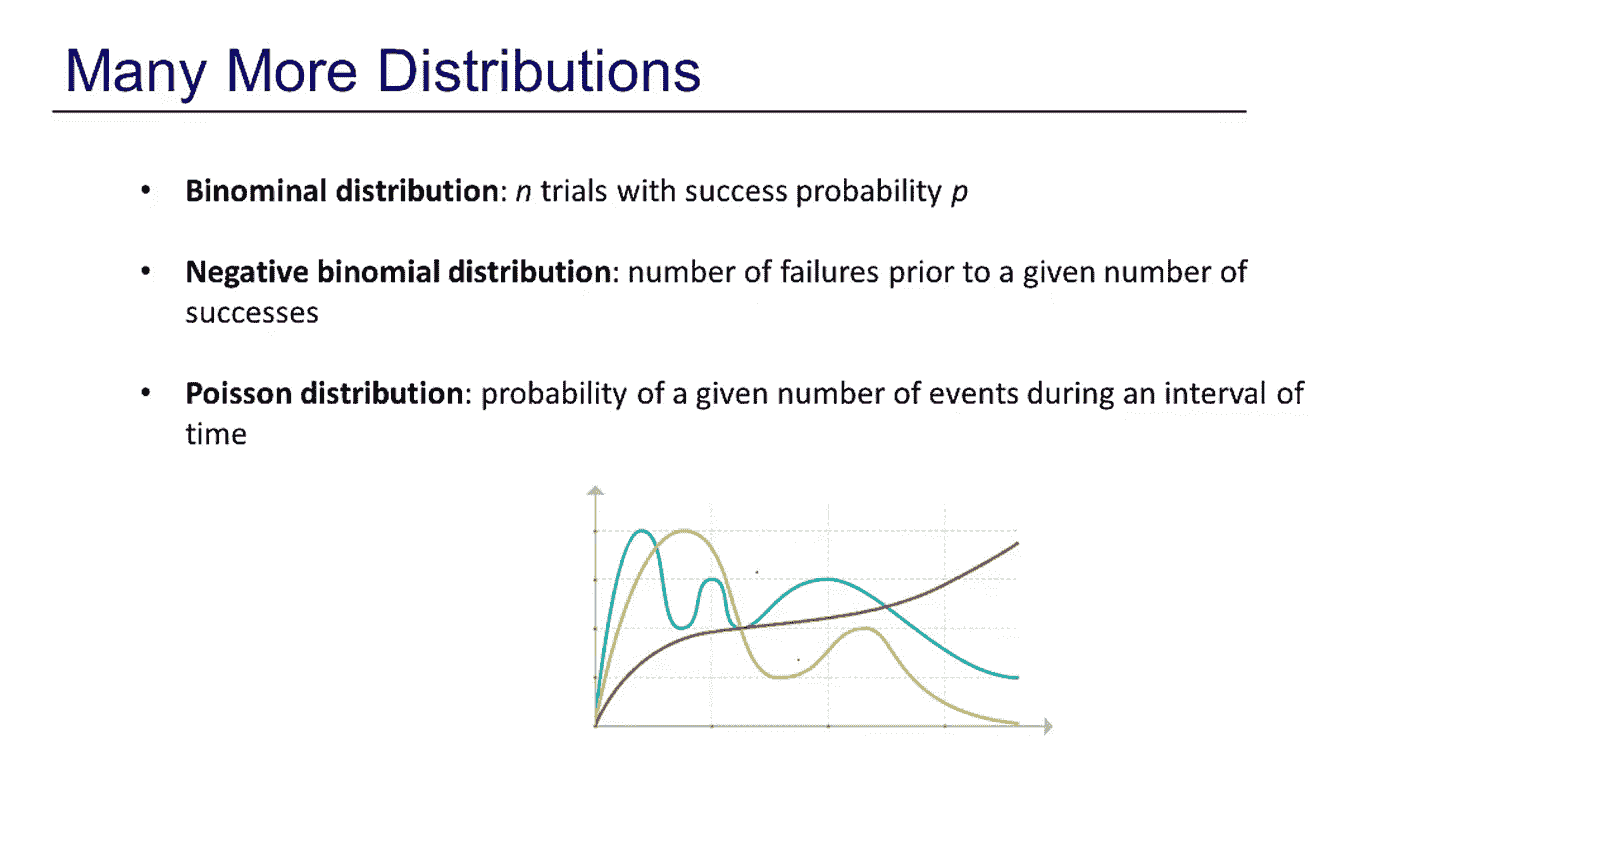 Many More Distributions
• Binominal distribution: n trials with success probability p
• Negative binomial distribution: number of failures prior to a given number of
successes
• Poisson distribution: probability of a given number of events during an interval of
time